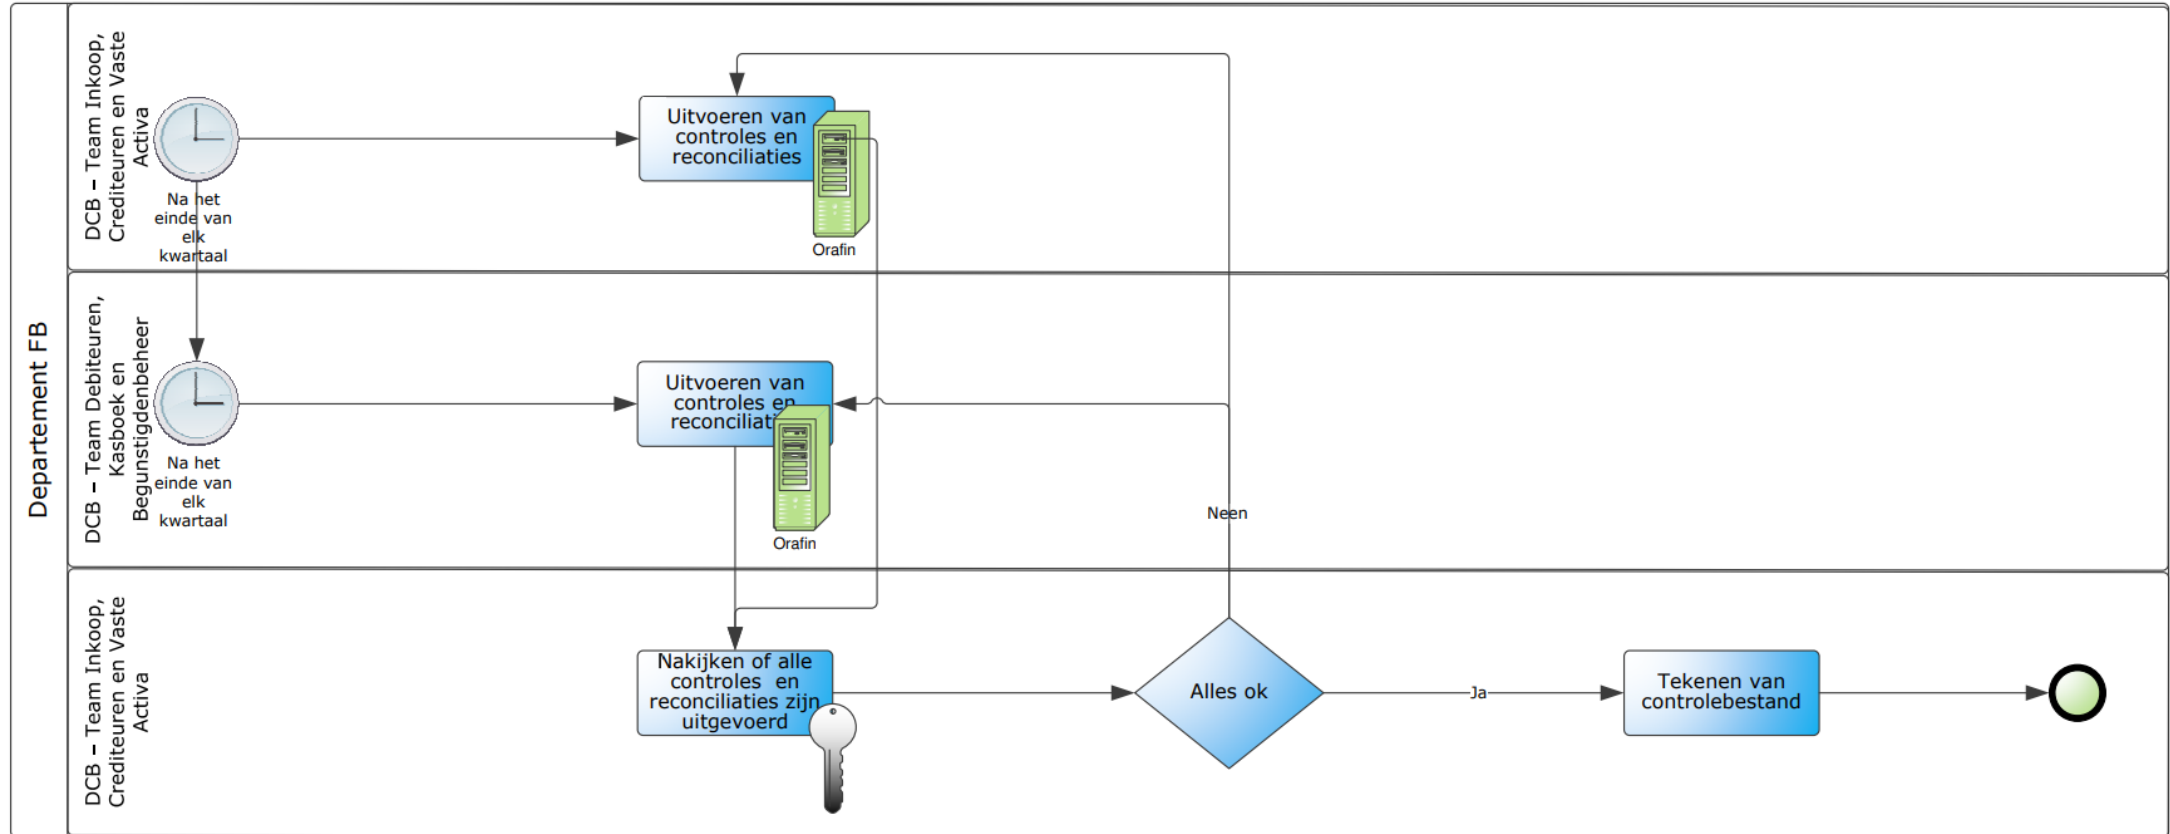 Departement FB
DCB – Team Inkoop,
Crediteuren en Vaste
Activa
Na het
einde van
elk
kwartaal
Uitvoeren van
controles en
reconciliaties
Orafin
DCB – Team Debiteuren,
Kasboek en
Begunstigdenbeheer
Na het
einde van
elk
kwartaal
Uitvoeren van
controles en
Orafin
Neen
DCB – Team Inkoop,
Crediteuren en Vaste
Activa
Nakijken of alle
controles en
reconciliaties zijn
uitgevoerd
Alles ok
Ja
Tekenen van
controlebestand